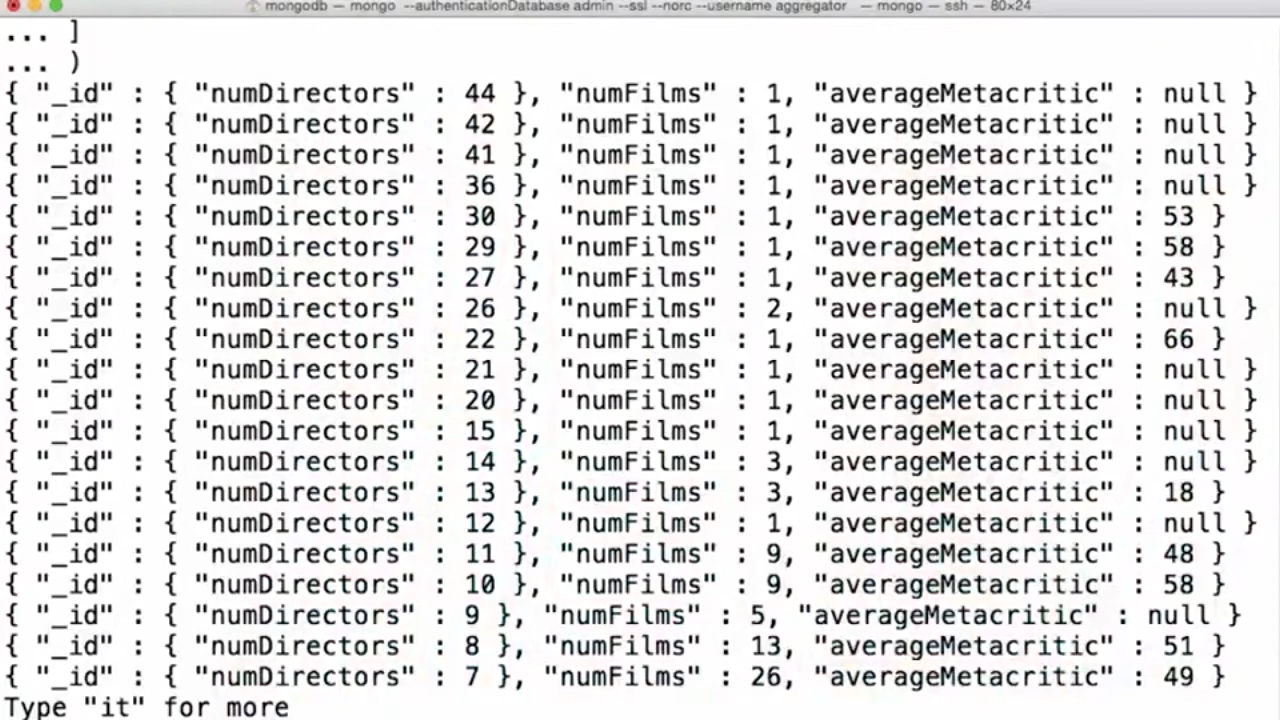 mongodb — mongo --authenticationDatabase admin --ssl --norc --username aggregator — mongo — ssh — 80×24
... ]
... )
{ "_id" : { "numDirectors" : 44 }, "numFilms" : 1, "averageMetacritic" : null }
{ "_id" : { "numDirectors" : 42 }, "numFilms" : 1, "averageMetacritic" : null }
{ "_id" : { "numDirectors" : 41 }, "numFilms" : 1, "averageMetacritic" : null }
{ "_id" : { "numDirectors" : 36 }, "numFilms" : 1, "averageMetacritic" : null }
{ "_id" : { "numDirectors" : 30 }, "numFilms" : 1, "averageMetacritic" : 53 }
{ "_id" : { "numDirectors" : 29 }, "numFilms" : 1, "averageMetacritic" : 58 }
{ "_id" : { "numDirectors" : 27 }, "numFilms" : 1, "averageMetacritic" : 43 }
{ "_id" : { "numDirectors" : 26 }, "numFilms" : 2, "averageMetacritic" : null }
{ "_id" : { "numDirectors" : 22 }, "numFilms" : 1, "averageMetacritic" : 66 }
{ "_id" : { "numDirectors" : 21 }, "numFilms" : 1, "averageMetacritic" : null }
{ "_id" : { "numDirectors" : 20 }, "numFilms" : 1, "averageMetacritic" : null }
{ "_id" : { "numDirectors" : 15 }, "numFilms" : 1, "averageMetacritic" : null }
{ "_id" : { "numDirectors" : 14 }, "numFilms" : 3, "averageMetacritic" : null }
{ "_id" : { "numDirectors" : 13 }, "numFilms" : 3, "averageMetacritic" : 18 }
{ "_id" : { "numDirectors" : 12 }, "numFilms" : 1, "averageMetacritic" : null }
{ "_id" : { "numDirectors" : 11 }, "numFilms" : 9, "averageMetacritic" : 48 }
{ "_id" : { "numDirectors" : 10 }, "numFilms" : 9, "averageMetacritic" : 58 }
{ "_id" : { "numDirectors" : 9 }, "numFilms" : 5, "averageMetacritic" : null }
{ "_id" : { "numDirectors" : 8 }, "numFilms" : 13, "averageMetacritic" : 51 }
{ "_id" : { "numDirectors" : 7 }, "numFilms" : 26, "averageMetacritic" : 49 }
Type "it" for more